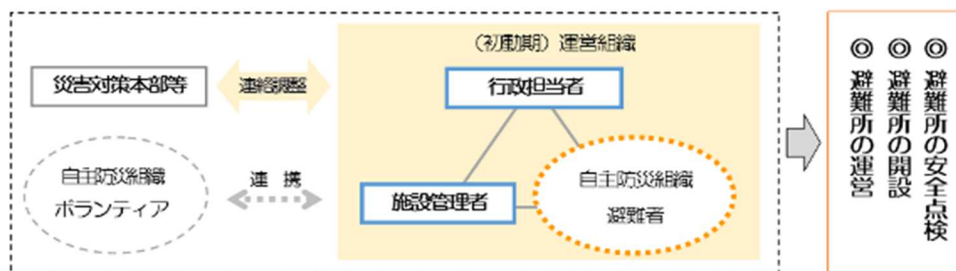 （初動期）運営組織
災害対策本部等
連絡調整
行政担当者
自主防災組織
ボランティア
連 携
施設管理者
自主防災組織
避難者
◎ 避難所の安全点検
◎ 避難所の開設
◎ 避難所の運営